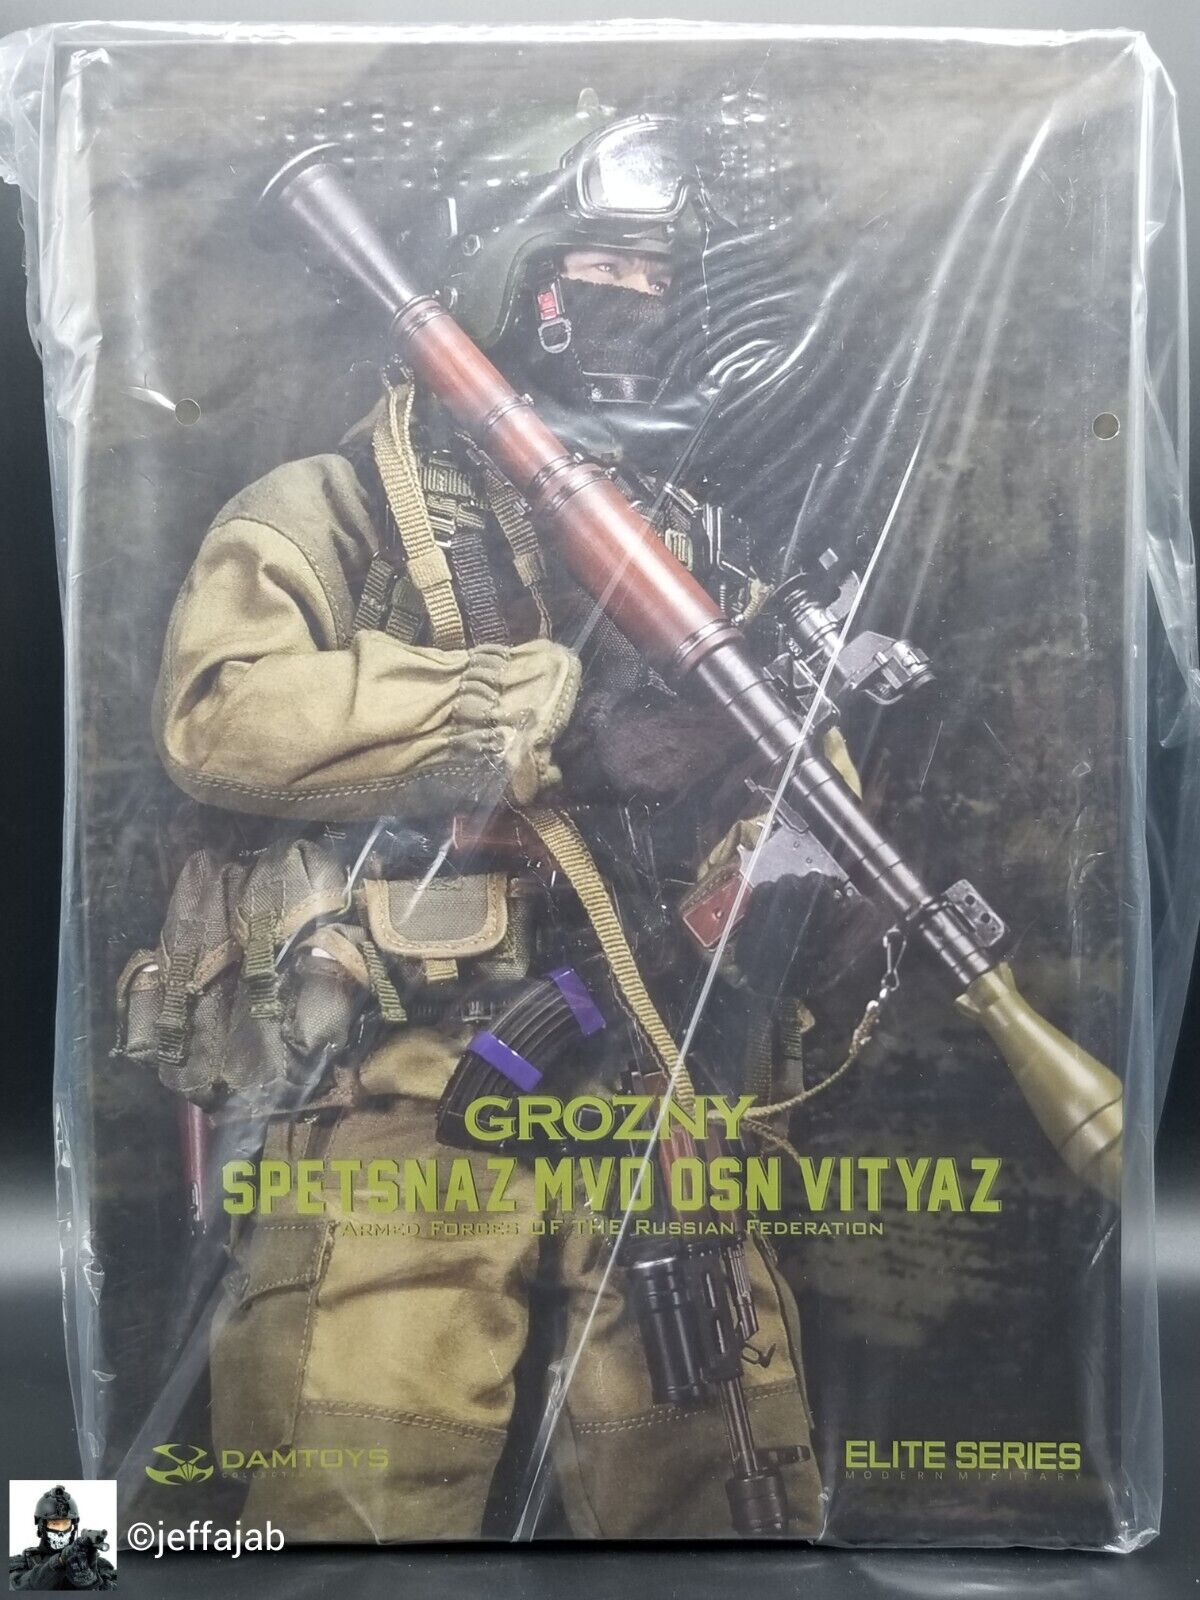 GROZNY
SPETSNAZ MVD OSN VITYAZ
ARMED FORCES OF THE RUSSIAN FEDERATION
DAMTOYS
ELITE SERIES
MODERN MILITARY
©jeffajab